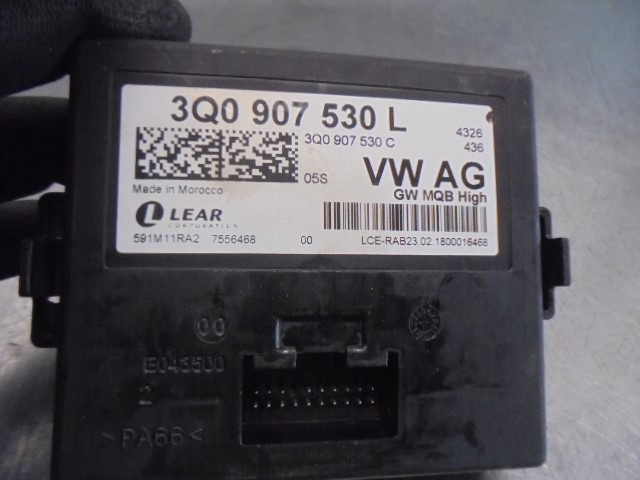 3Q0 907 530 L
4326
3Q0 907 530 C
436
05S
VW AG
Made in Morocco
GW MQB High
LEAR
CORPORATION
591M11RA2 7556468 00 LCE-RAB23.02.1800016468
00
E043500
>PA66<